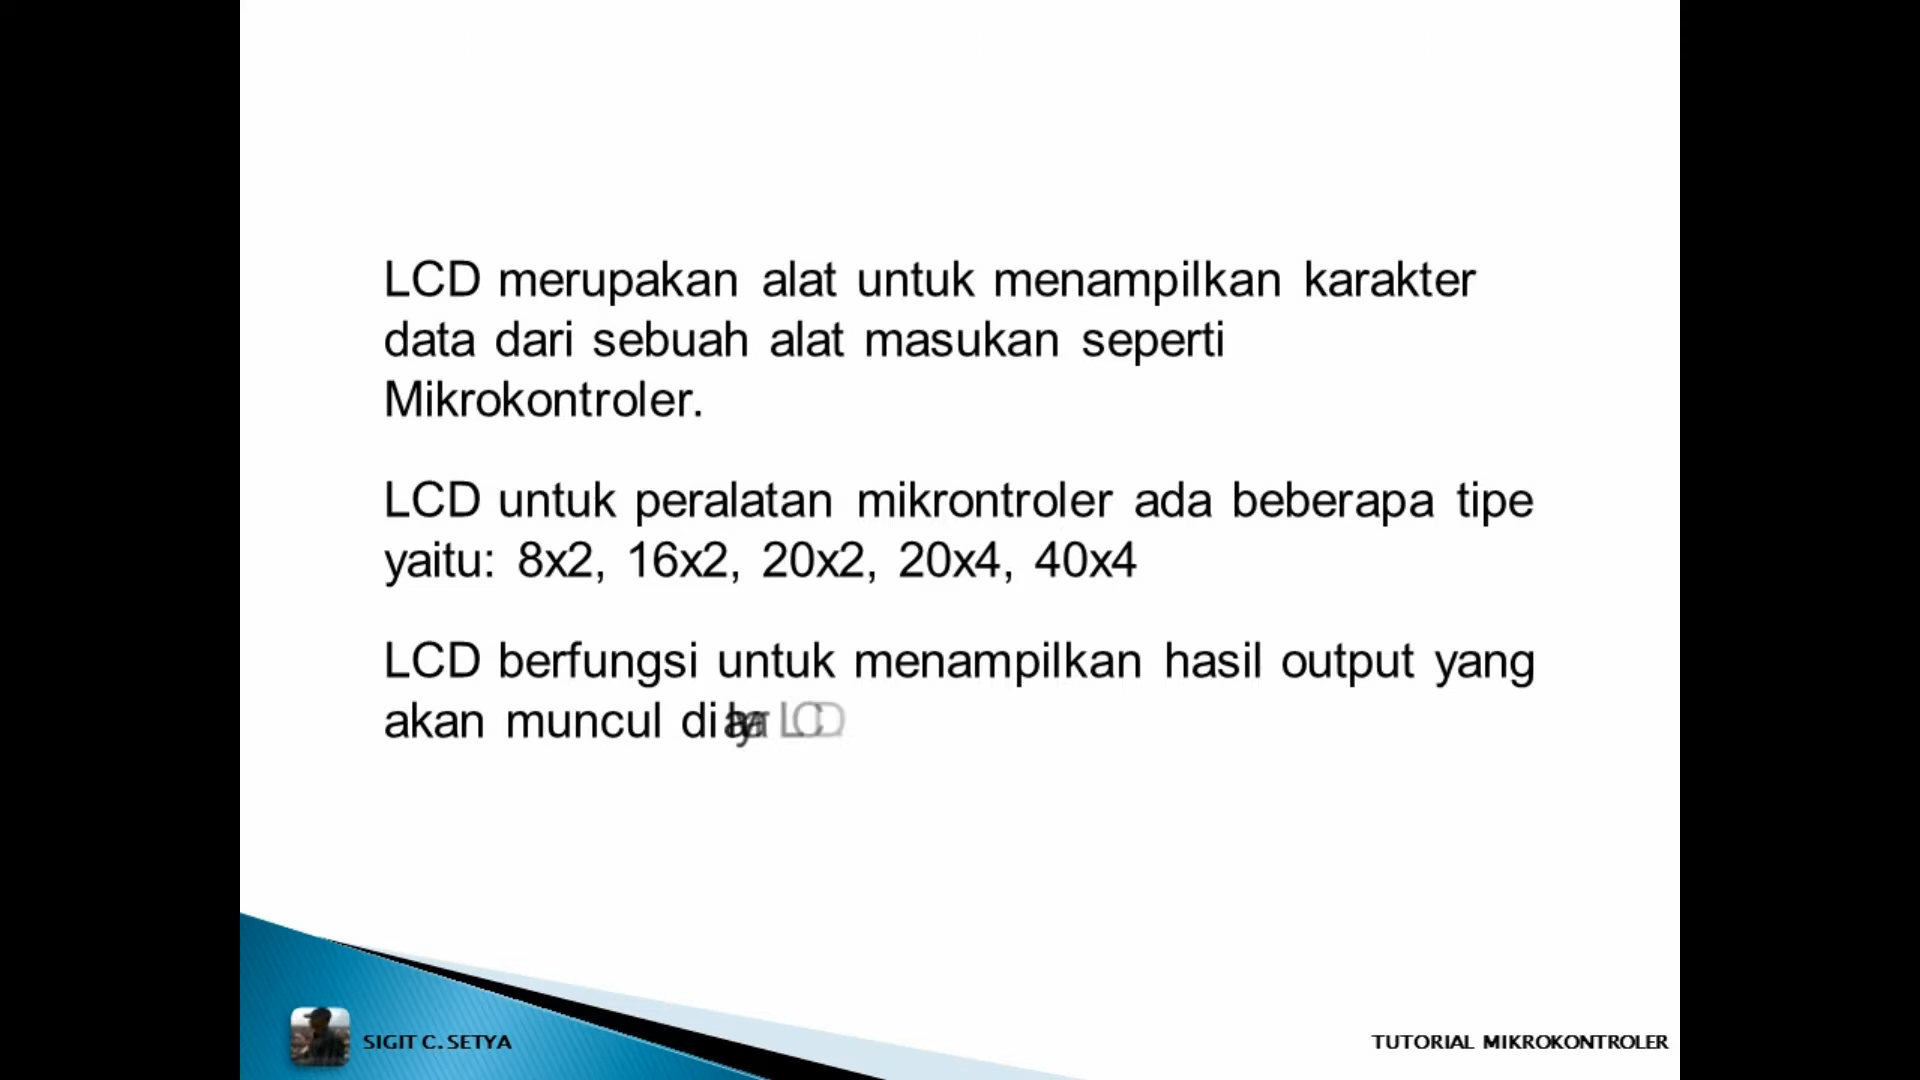 LCD merupakan alat untuk menampilkan karakter
data dari sebuah alat masukan seperti
Mikrokontroler.
LCD untuk peralatan mikrontroler ada beberapa tipe
yaitu: 8x2, 16x2, 20x2, 20x4, 40x4
LCD berfungsi untuk menampilkan hasil output yang
akan muncul di layar LCD
SIGIT C. SETYA
TUTORIAL MIKROKONTROLER